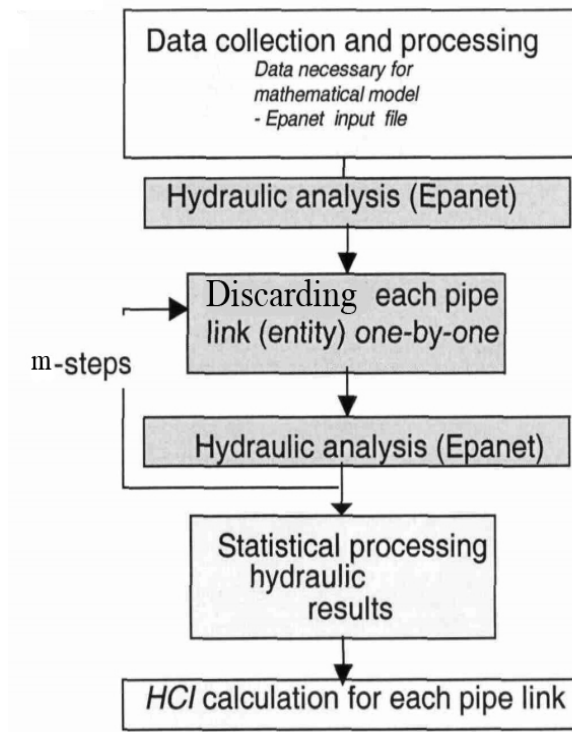 Data collection and processing
Data necessary for
mathematical model
- Epanet input file
Hydraulic analysis (Epanet)
Discarding each pipe
link (entity) one-by-one
m-steps
Hydraulic analysis (Epanet)
Statistical processing
hydraulic
results
HCI calculation for each pipe link